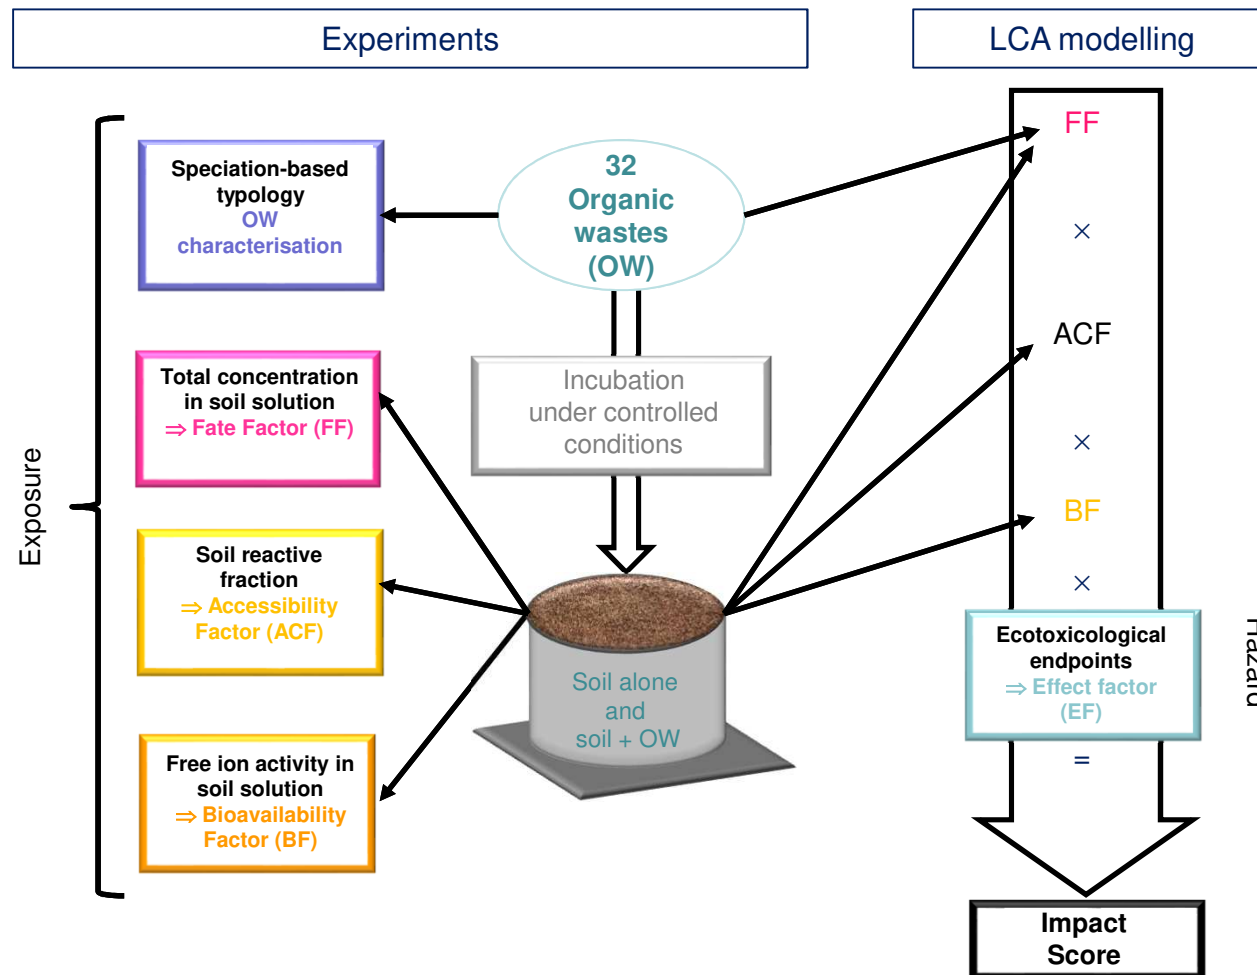 Experiments
LCA modelling
Exposure
Speciation-based
typology
OW
characterisation
Total concentration
in soil solution
⇒ Fate Factor (FF)
Soil reactive
fraction
⇒ Accessibility
Factor (ACF)
Free ion activity in
soil solution
⇒ Bioavailability
Factor (BF)
32
Organic
wastes
(OW)
Incubation
under controlled
conditions
Soil alone
and
soil + OW
FF
×
ACF
×
BF
×
Ecotoxicological
endpoints
⇒ Effect factor
(EF)
=
Impact
Score
Hazard